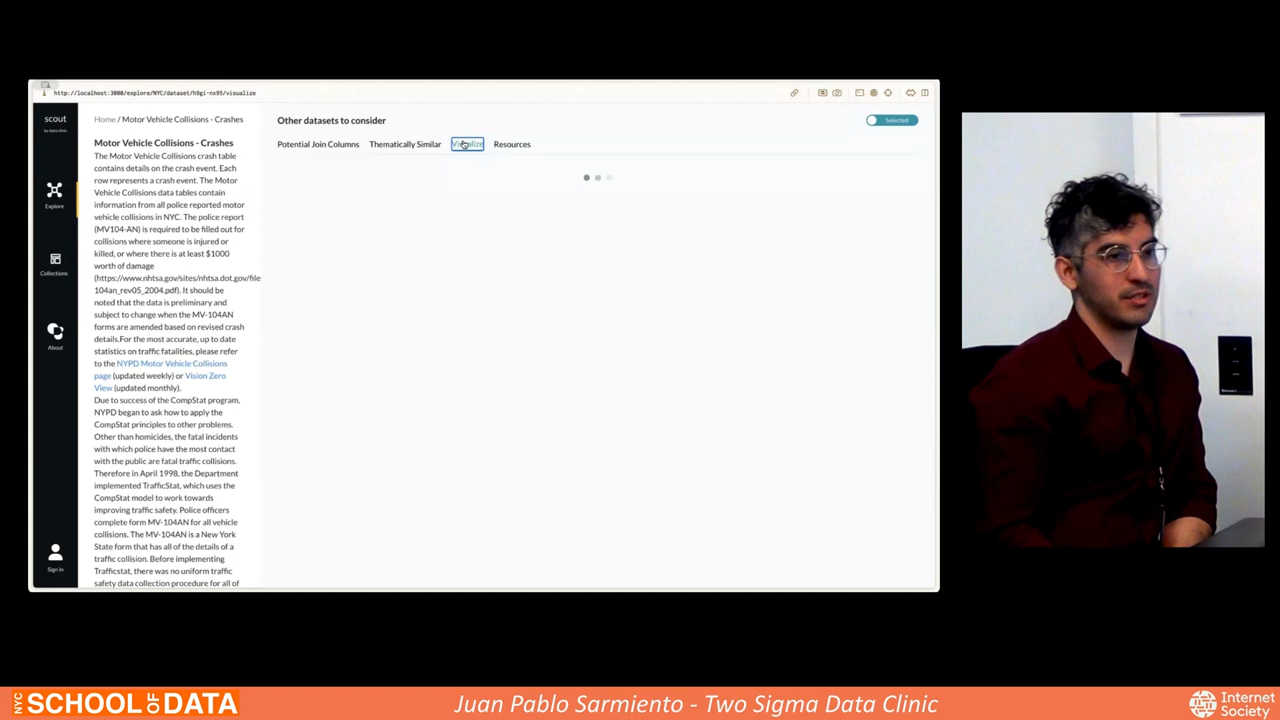 http://localhost:3000/explore/NYC/dataset/h9gi-nx95/visualize
scout
by data clinic
Explore
Collections
About
Sign in
Home / Motor Vehicle Collisions - Crashes
Motor Vehicle Collisions - Crashes
The Motor Vehicle Collisions crash table
contains details on the crash event. Each
row represents a crash event. The Motor
Vehicle Collisions data tables contain
information from all police reported motor
vehicle collisions in NYC. The police report
(MV104-AN) is required to be filled out for
collisions where someone is injured or
killed, or where there is at least $1000
worth of damage
(https://www.nhtsa.gov/sites/nhtsa.dot.gov/file
104an_rev05_2004.pdf). It should be
noted that the data is preliminary and
subject to change when the MV-104AN
forms are amended based on revised crash
details.For the most accurate, up to date
statistics on traffic fatalities, please refer
to the NYPD Motor Vehicle Collisions
page (updated weekly) or Vision Zero
View (updated monthly).
Due to success of the CompStat program,
NYPD began to ask how to apply the
CompStat principles to other problems.
Other than homicides, the fatal incidents
with which police have the most contact
with the public are fatal traffic collisions.
Therefore in April 1998, the Department
implemented TrafficStat, which uses the
CompStat model to work towards
improving traffic safety. Police officers
complete form MV-104AN for all vehicle
collisions. The MV-104AN is a New York
State form that has all of the details of a
traffic collision. Before implementing
Trafficstat, there was no uniform traffic
safety data collection procedure for all of
Other datasets to consider
Selected
Potential Join Columns Thematically Similar Visualize Resources
NYC SCHOOL OF DATA
Juan Pablo Sarmiento - Two Sigma Data Clinic
Internet
Society